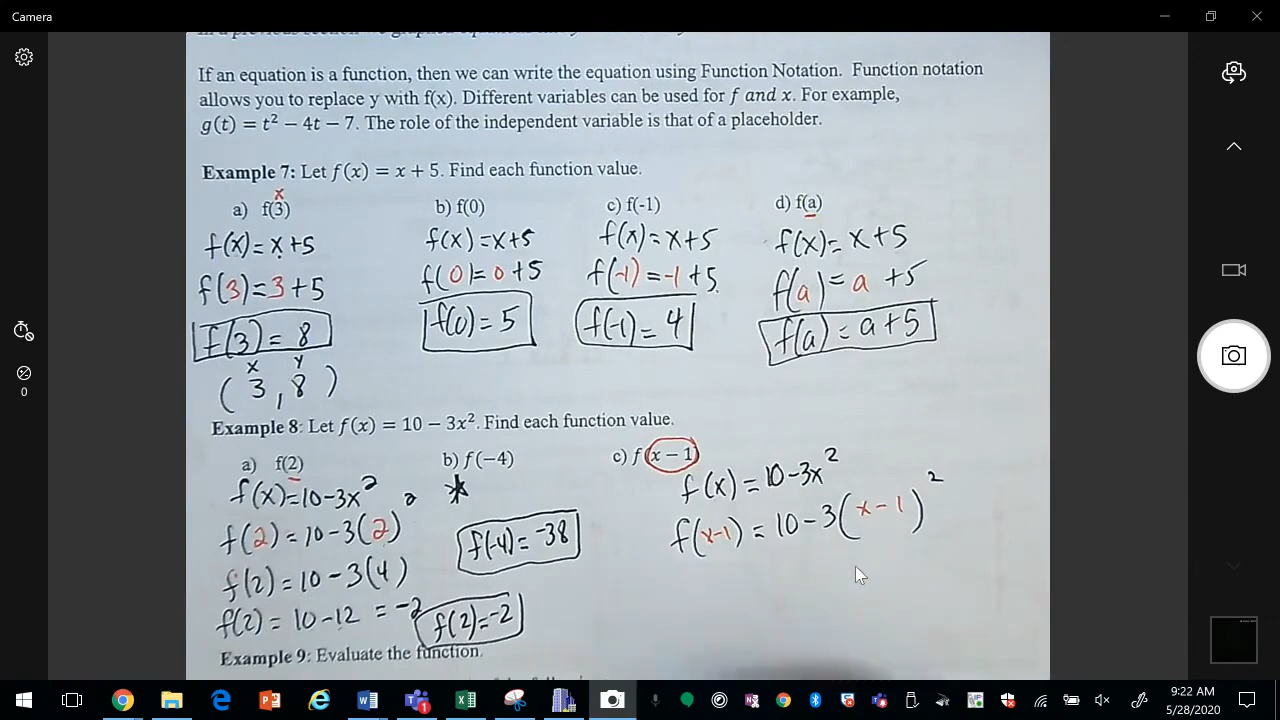 Camera
If an equation is a function, then we can write the equation using Function Notation. Function notation
allows you to replace y with f(x). Different variables can be used for f and x. For example,
g(t) = t² − 4t − 7. The role of the independent variable is that of a placeholder.
Example 7: Let f(x) = x + 5. Find each function value.
x
a) f(3) b) f(0) c) f(-1) d) f(a)
f(x)=x+5 f(x)=x+5 f(x)=x+5 f(x)=x+5
f(3)=3+5 f(0)=0+5 f(-1)=-1+5 f(a)=a+5
f(3)=8 f(0)=5 f(-1)=4 f(a)=a+5
x y
(3,8)
Example 8: Let f(x) = 10 − 3x². Find each function value.
a) f(2) b) f(−4) c) f(x − 1)
f(x)=10-3x² * f(x)=10-3x²
f(2)=10-3(2)² f(-4)=-38 f(x-1)=10-3(x-1)²
f(2)=10-3(4)
f(2)=10-12=-2 f(2)=-2
Example 9: Evaluate the function.
0
9:22 AM
5/28/2020